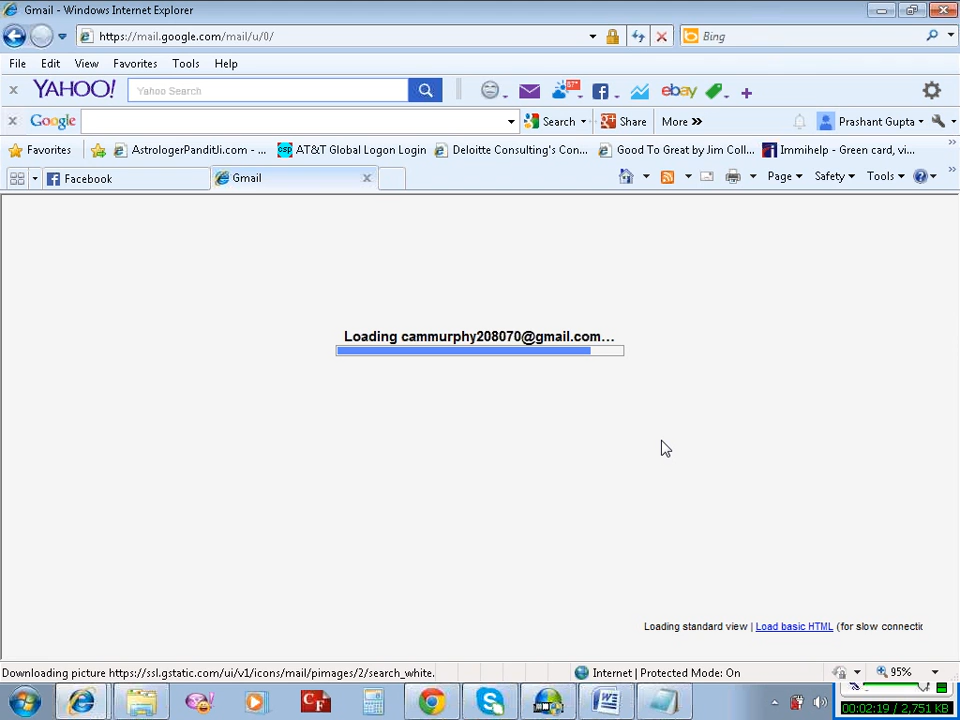 Gmail - Windows Internet Explorer
https://mail.google.com/mail/u/0/
Bing
File Edit View Favorites Tools Help
YAHOO! Yahoo Search ebay
Google Search Share More » Prashant Gupta
Favorites AstrologerPanditJi.com - ... AT&T Global Logon Login Deloitte Consulting's Con... Good To Great by Jim Coll... Immihelp - Green card, vi...
Facebook Gmail Page Safety Tools
Loading cammurphy208070@gmail.com...
Loading standard view | Load basic HTML (for slow connectic
Downloading picture https://ssl.gstatic.com/ui/v1/icons/mail/pimages/2/search_white. Internet | Protected Mode: On 95%
00:02:19 / 2,751 KB